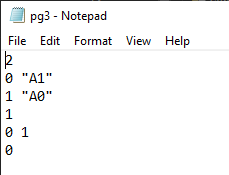 pg3 - Notepad
File Edit Format View Help
2
0 "A1"
1 "A0"
1
0 1
0